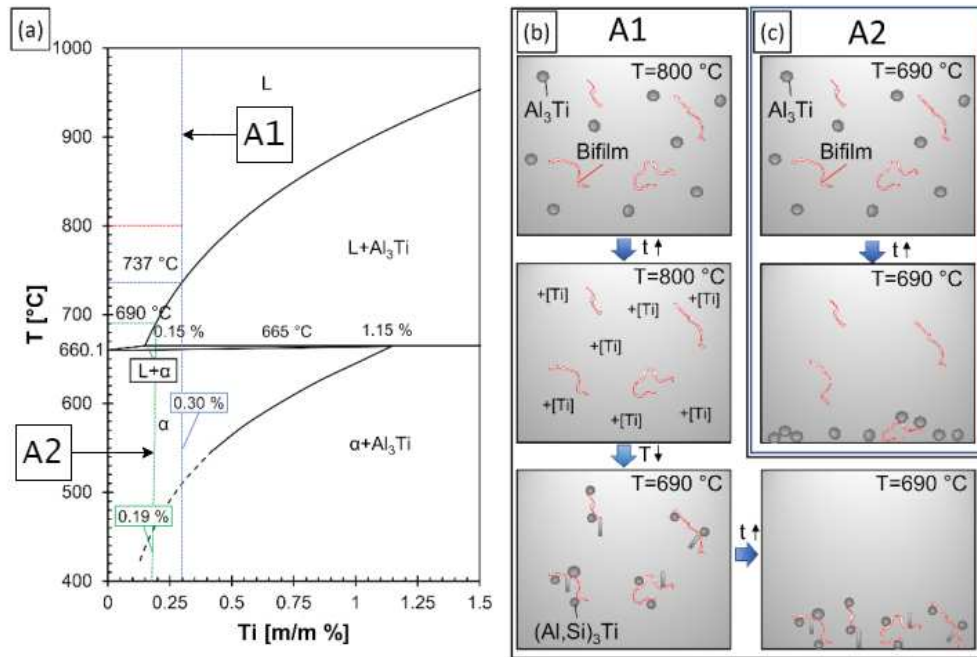 (a)
1000
900
800
700
660.1
600
500
400
T [°C]
0
0.25
0.5
0.75
1
1.25
1.5
Ti [m/m %]
L
A1
L+Al₃Ti
737 °C
690 °C
0.15 %
665 °C
1.15 %
L+α
α
0.30 %
α+Al₃Ti
A2
0.19 %
(b)
A1
T=800 °C
Al₃Ti
Bifilm
t ↑
T=800 °C
+[Ti]
+[Ti]
+[Ti]
+[Ti]
+[Ti]
+[Ti]
+[Ti]
T ↓
T=690 °C
(Al,Si)₃Ti
t ↑
T=690 °C
(c)
A2
T=690 °C
Al₃Ti
Bifilm
t ↑
T=690 °C